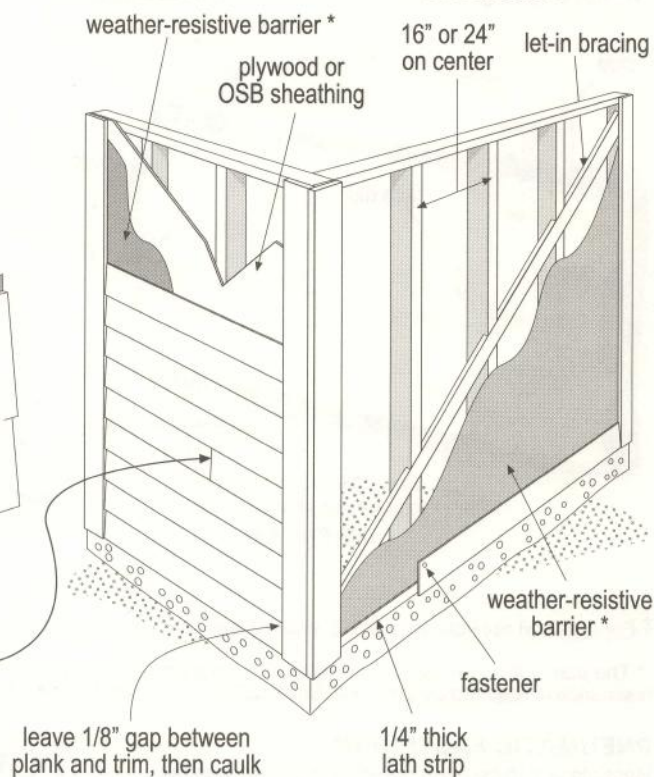 weather-resistive barrier *
plywood or
OSB sheathing
16” or 24”
on center
let-in bracing
weather-resistive
barrier *
fastener
1/4” thick
lath strip
leave 1/8” gap between
plank and trim, then caulk